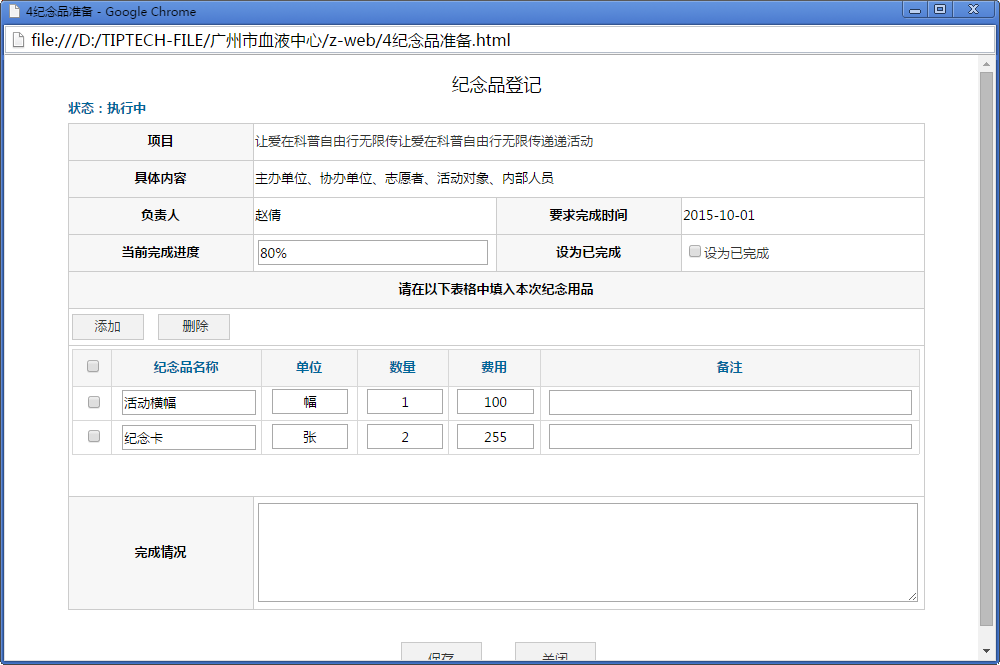 4纪念品准备 - Google Chrome
file:///D:/TIPTECH-FILE/广州市血液中心/z-web/4纪念品准备.html
纪念品登记
状态：执行中
项目 让爱在科普自由行无限传让爱在科普自由行无限传递递活动
具体内容 主办单位、协办单位、志愿者、活动对象、内部人员
负责人 赵倩 要求完成时间 2015-10-01
当前完成进度 80% 设为已完成 设为已完成
请在以下表格中填入本次纪念用品
添加 删除
纪念品名称 单位 数量 费用 备注
活动横幅 幅 1 100
纪念卡 张 2 255
完成情况
保存 关闭